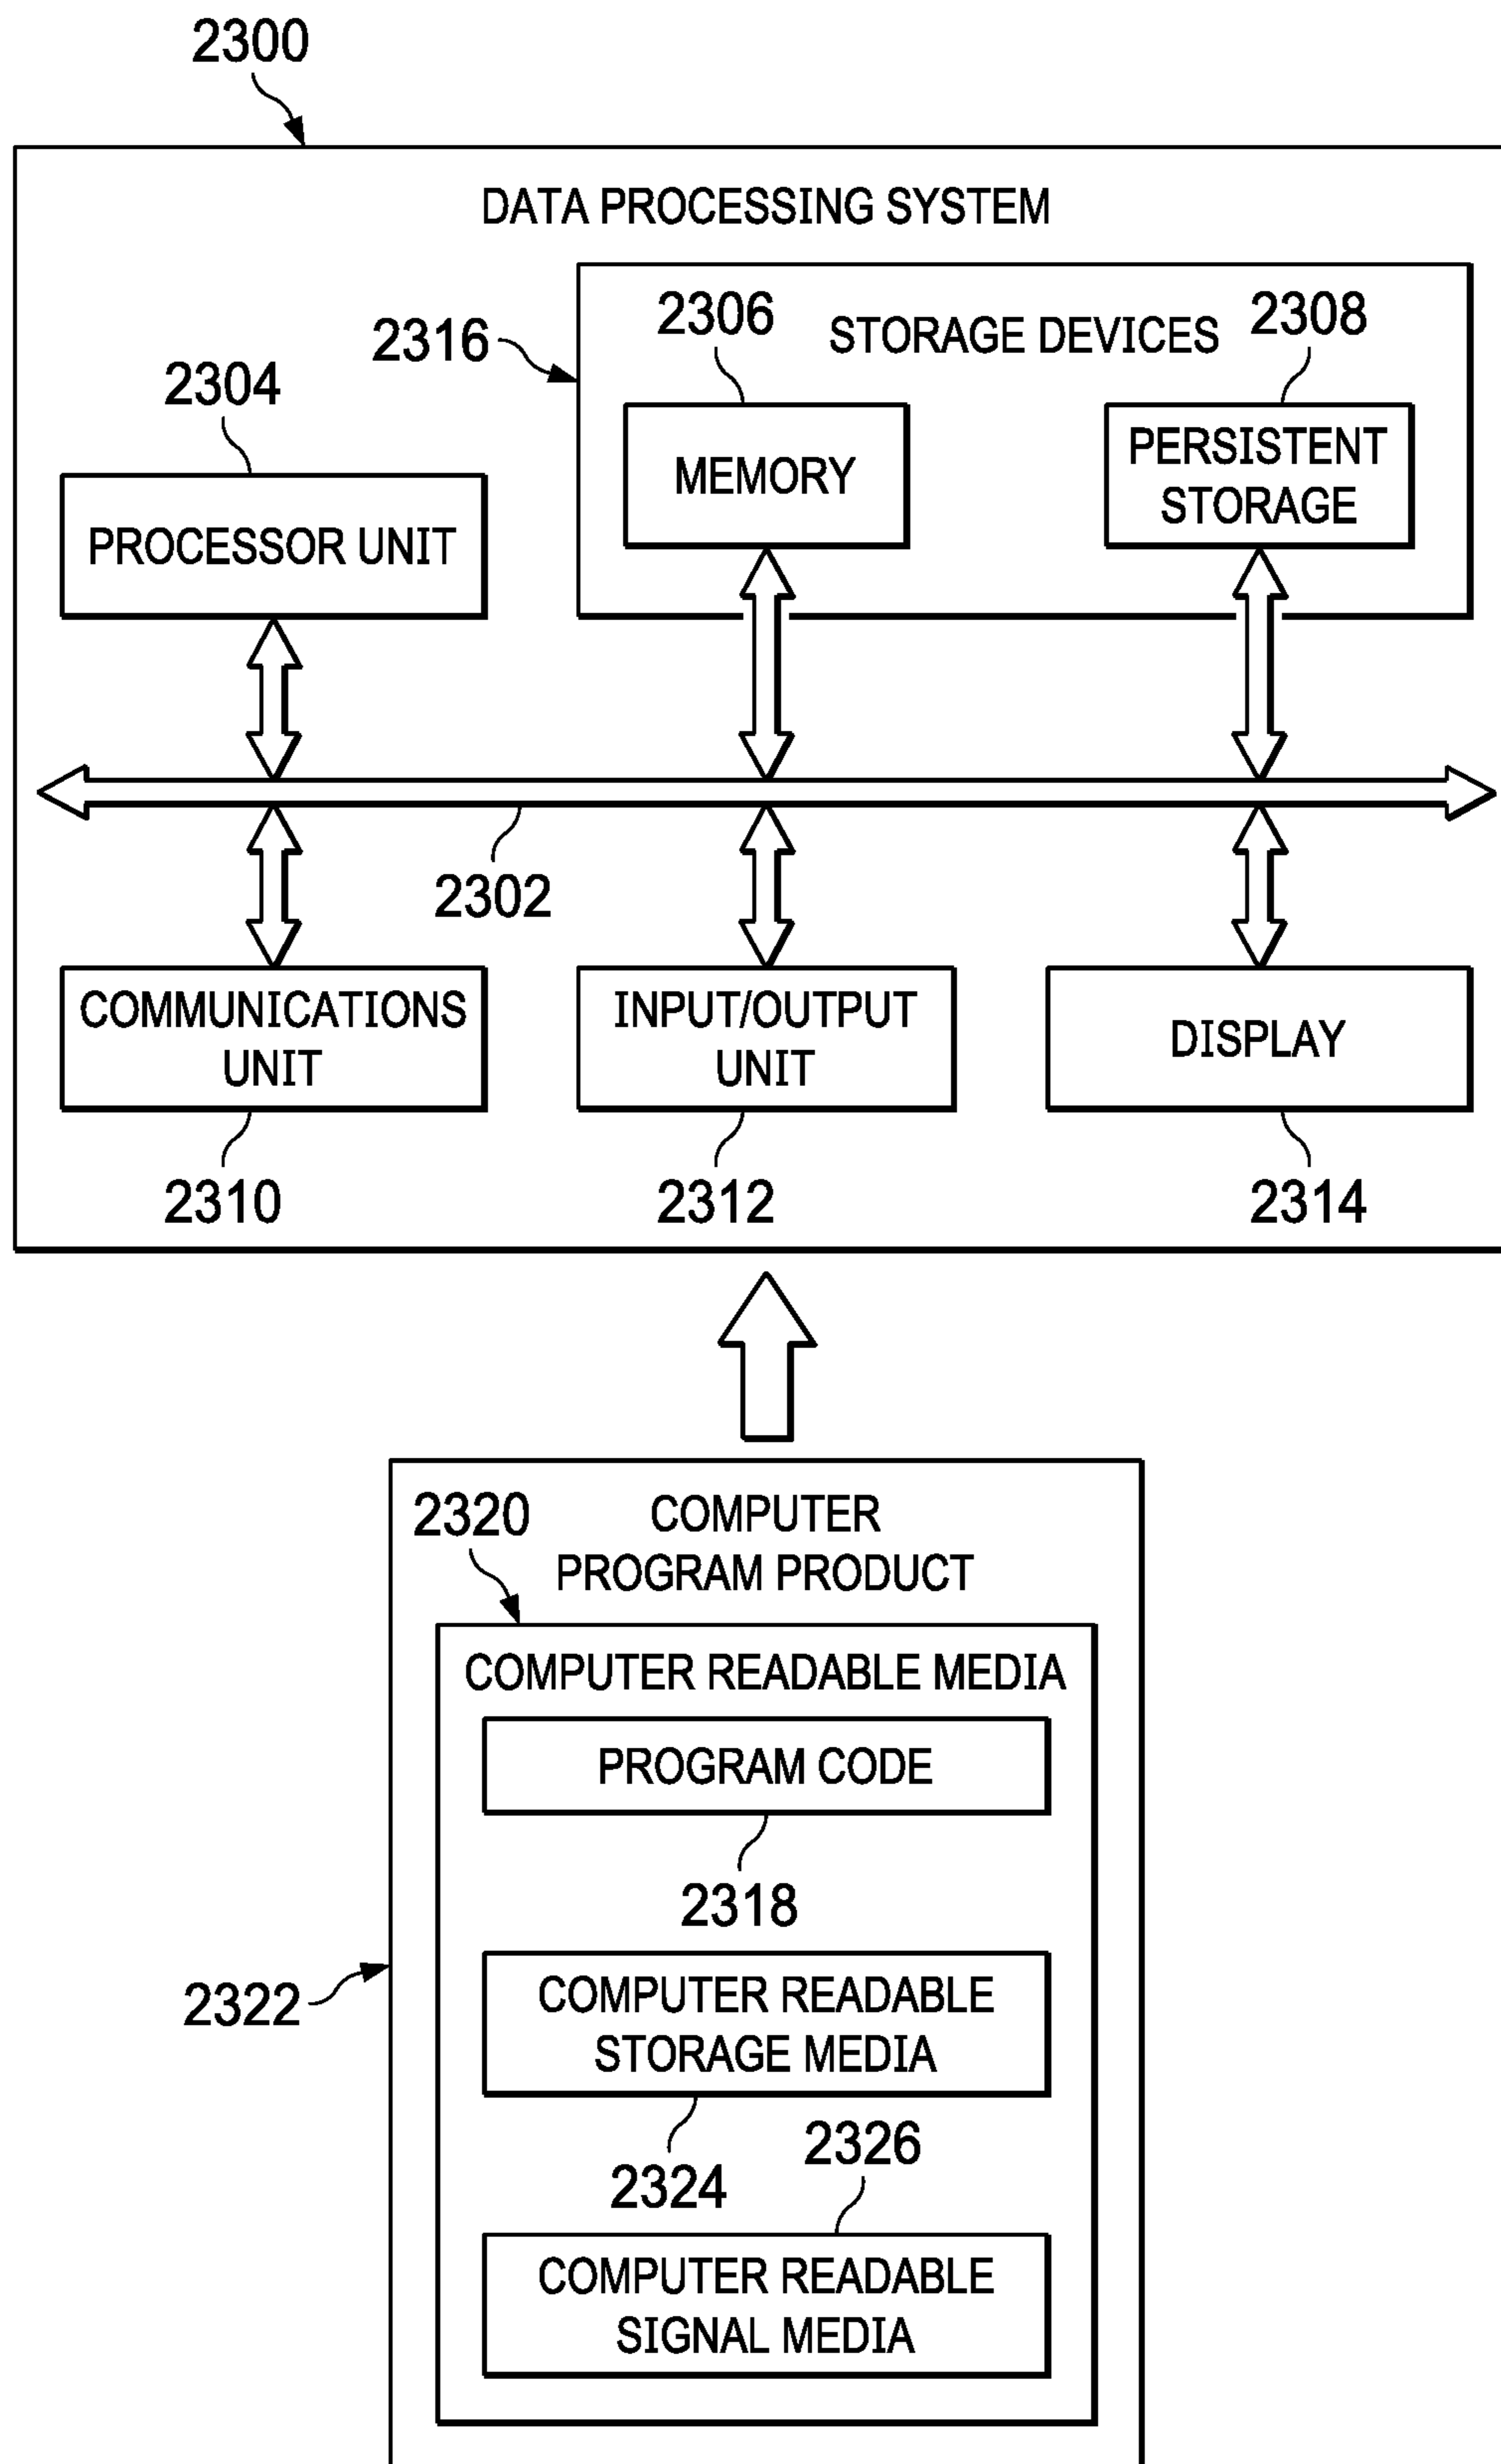 2300
DATA PROCESSING SYSTEM
2316
2306
STORAGE DEVICES
2308
2304
MEMORY
PERSISTENT
STORAGE
PROCESSOR UNIT
2302
COMMUNICATIONS
UNIT
INPUT/OUTPUT
UNIT
DISPLAY
2310
2312
2314
2320
COMPUTER
PROGRAM PRODUCT
COMPUTER READABLE MEDIA
PROGRAM CODE
2318
2322
COMPUTER READABLE
STORAGE MEDIA
2324
2326
COMPUTER READABLE
SIGNAL MEDIA